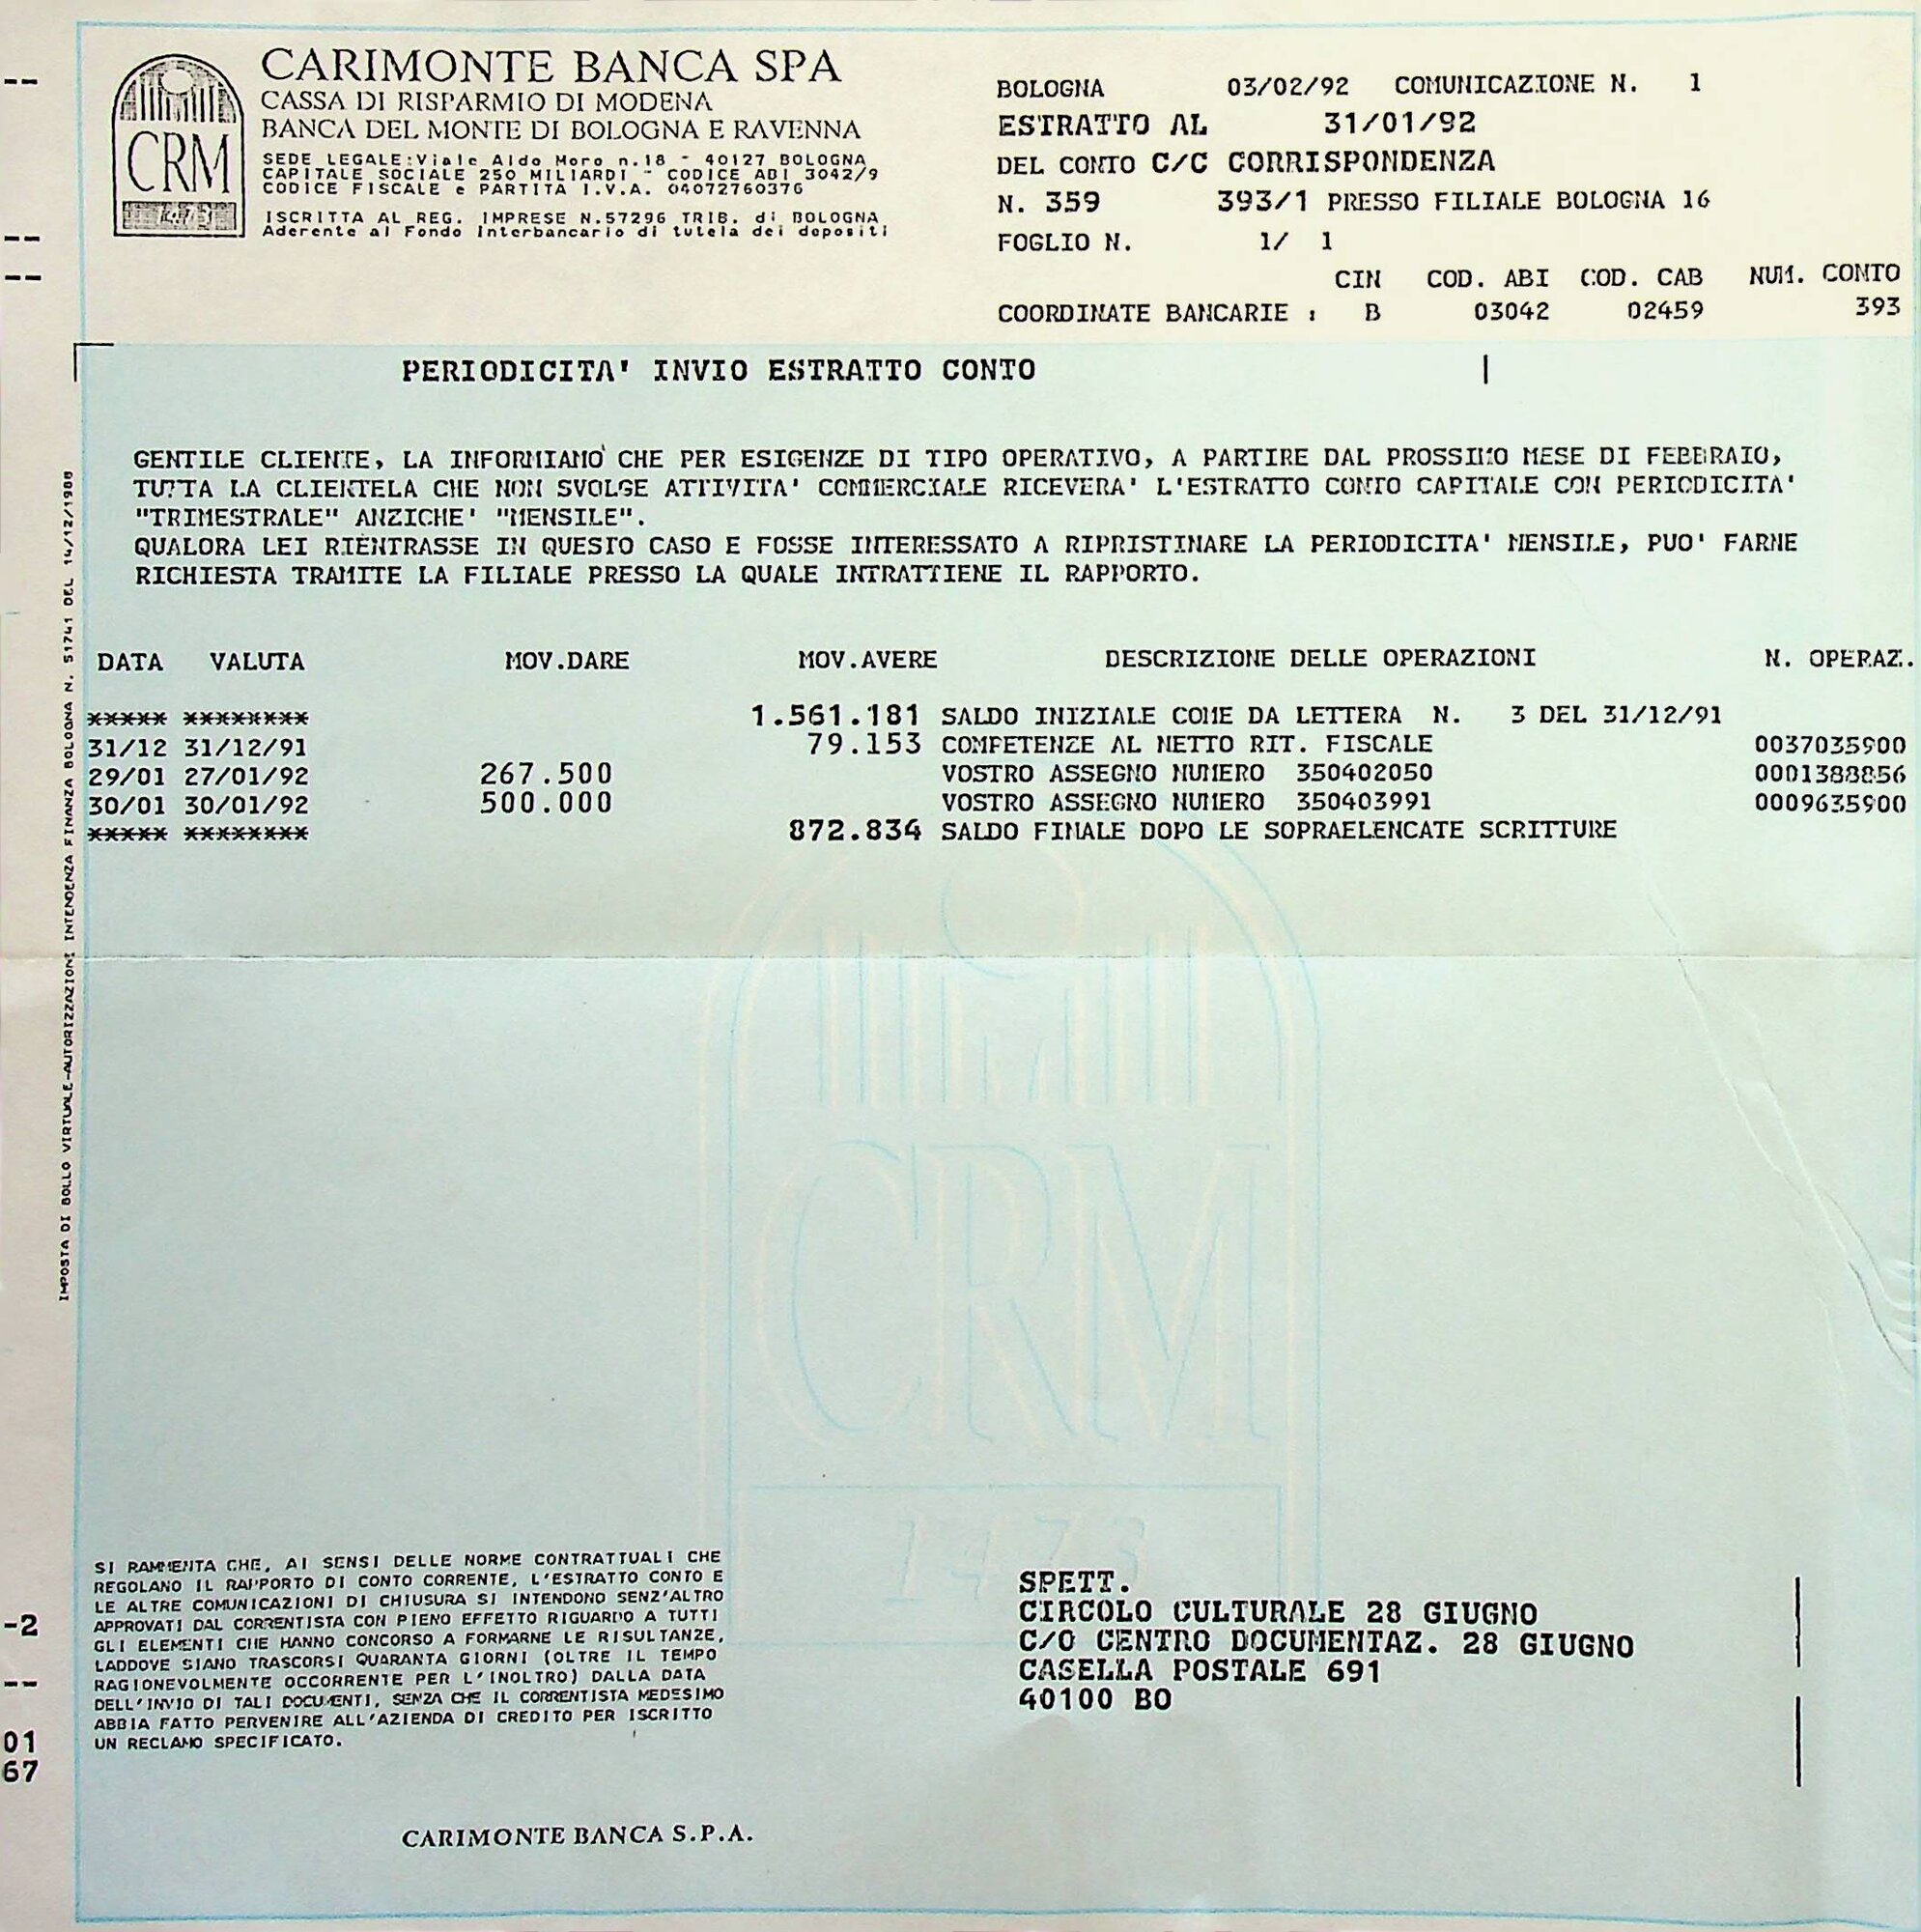 CARIMONTE BANCA SPA
CASSA DI RISPARMIO DI MODENA
BANCA DEL MONTE DI BOLOGNA E RAVENNA
SEDE LEGALE:Viale Aldo Moro n.18 - 40127 BOLOGNA
CAPITALE SOCIALE 250 MILIARDI - CODICE ABI 3042/9
CODICE FISCALE e PARTITA I.V.A. 04072760376
ISCRITTA AL REG. IMPRESE N.57296 TRIB. di BOLOGNA
Aderente al Fondo Interbancario di tutela dei depositi
CRM
1473
BOLOGNA 03/02/92 COMUNICAZIONE N. 1
ESTRATTO AL 31/01/92
DEL CONTO C/C CORRISPONDENZA
N. 359 393/1 PRESSO FILIALE BOLOGNA 16
FOGLIO N. 1/ 1
CIN COD. ABI COD. CAB NUM. CONTO
COORDINATE BANCARIE : B 03042 02459 393
PERIODICITA' INVIO ESTRATTO CONTO
GENTILE CLIENTE, LA INFORMIAMO CHE PER ESIGENZE DI TIPO OPERATIVO, A PARTIRE DAL PROSSIMO MESE DI FEBBRAIO,
TUTTA LA CLIENTELA CHE NON SVOLGE ATTIVITA' COMMERCIALE RICEVERA' L'ESTRATTO CONTO CAPITALE CON PERIODICITA'
"TRIMESTRALE" ANZICHE' "MENSILE".
QUALORA LEI RIENTRASSE IN QUESTO CASO E FOSSE INTERESSATO A RIPRISTINARE LA PERIODICITA' MENSILE, PUO' FARNE
RICHIESTA TRAMITE LA FILIALE PRESSO LA QUALE INTRATTIENE IL RAPPORTO.
DATA VALUTA MOV.DARE MOV.AVERE DESCRIZIONE DELLE OPERAZIONI N. OPERAZ.
***** ******** 1.561.181 SALDO INIZIALE COME DA LETTERA N. 3 DEL 31/12/91
31/12 31/12/91 79.153 COMPETENZE AL NETTO RIT. FISCALE 0037035900
29/01 27/01/92 267.500 VOSTRO ASSEGNO NUMERO 350402050 0001388856
30/01 30/01/92 500.000 VOSTRO ASSEGNO NUMERO 350403991 0009635900
***** ******** 872.834 SALDO FINALE DOPO LE SOPRAELENCATE SCRITTURE
IMPOSTA DI BOLLO VIRTUALE-AUTORIZZAZIONE INTENDENZA FINANZA BOLOGNA N. 51741 DEL 14/12/1988
CRM
1473
SI RAMMENTA CHE, AI SENSI DELLE NORME CONTRATTUALI CHE
REGOLANO IL RAPPORTO DI CONTO CORRENTE, L'ESTRATTO CONTO E
LE ALTRE COMUNICAZIONI DI CHIUSURA SI INTENDONO SENZ'ALTRO
APPROVATI DAL CORRENTISTA CON PIENO EFFETTO RIGUARDO A TUTTI
GLI ELEMENTI CHE HANNO CONCORSO A FORMARNE LE RISULTANZE,
LADDOVE SIANO TRASCORSI QUARANTA GIORNI (OLTRE IL TEMPO
RAGIONEVOLMENTE OCCORRENTE PER L'INOLTRO) DALLA DATA
DELL'INVIO DI TALI DOCUMENTI, SENZA CHE IL CORRENTISTA MEDESIMO
ABBIA FATTO PERVENIRE ALL'AZIENDA DI CREDITO PER ISCRITTO
UN RECLAMO SPECIFICATO.
SPETT.
CIRCOLO CULTURALE 28 GIUGNO
C/O CENTRO DOCUMENTAZ. 28 GIUGNO
CASELLA POSTALE 691
40100 BO
-2
--
01
67
CARIMONTE BANCA S.P.A.